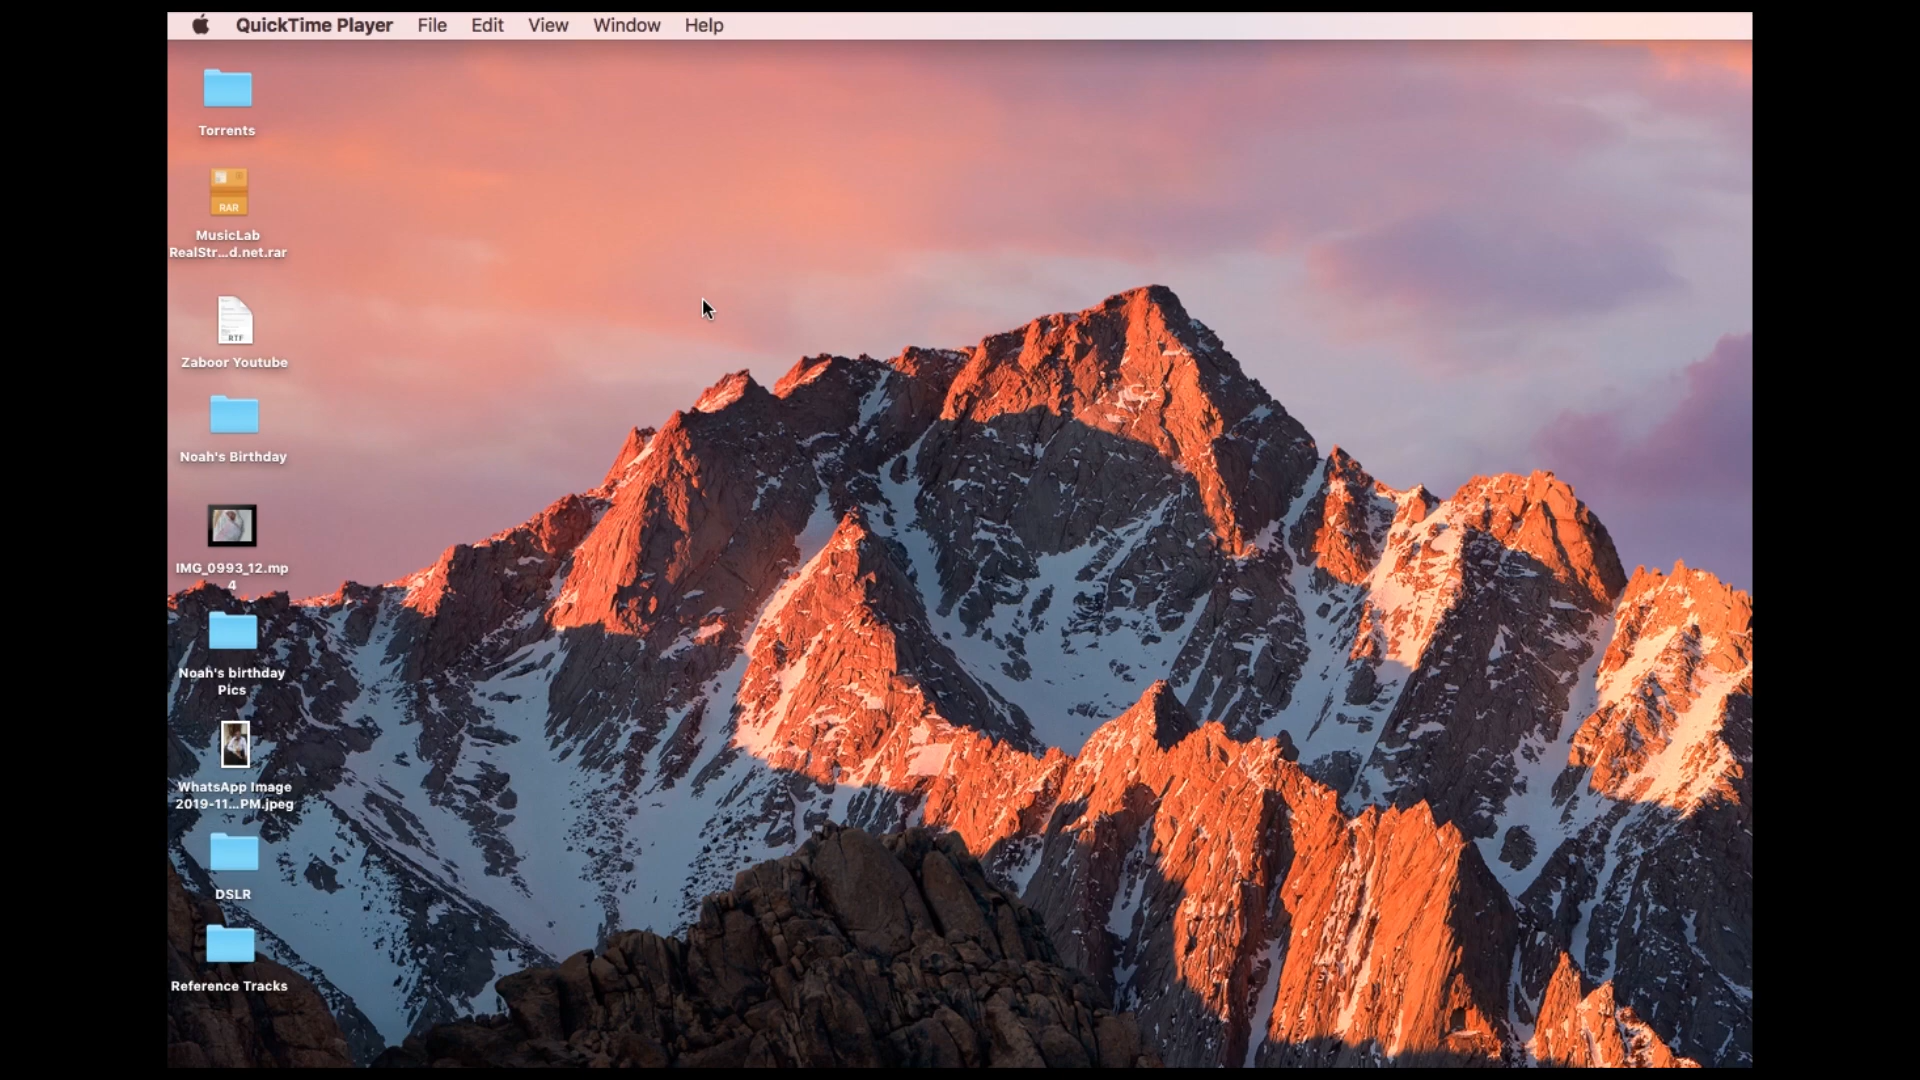 QuickTime Player File Edit View Window Help
Torrents
RAR
MusicLab
RealStr...d.net.rar
RTF
Zaboor Youtube
Noah's Birthday
IMG_0993_12.mp
4
Noah's birthday
Pics
WhatsApp Image
2019-11...PM.jpeg
DSLR
Reference Tracks